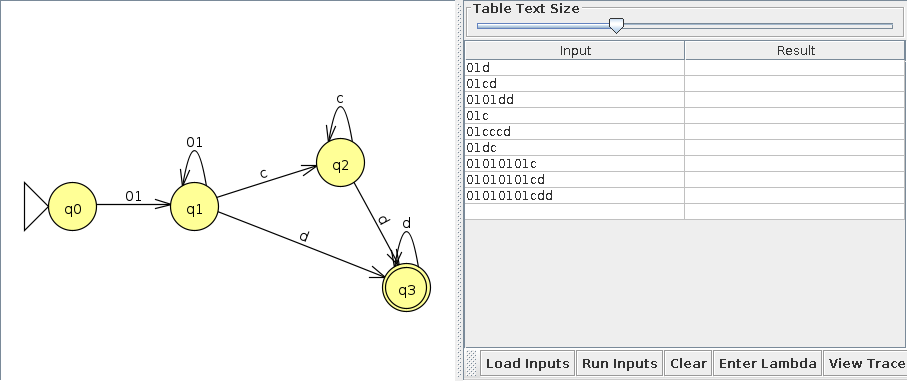 Table Text Size
Input Result
01d
01cd
0101dd
01c
01cccd
01dc
01010101c
01010101cd
01010101cdd
c
01
q2
c
01
d
d
q0
q1
d
q3
Load Inputs Run Inputs Clear Enter Lambda View Trace